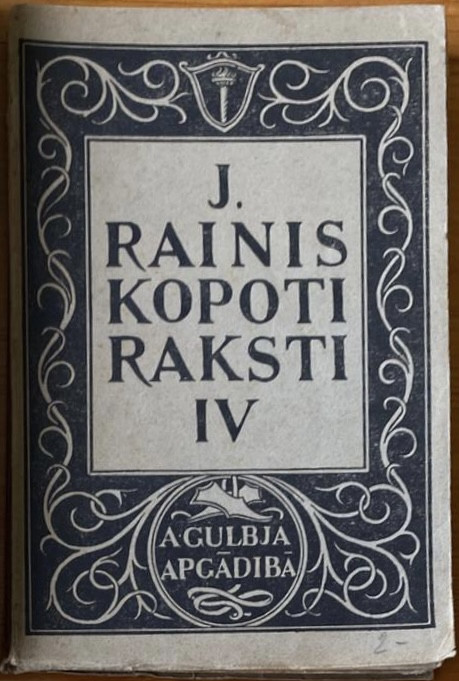 J.
RAINIS
KOPOTI
RAKSTI
IV
A·GULBJA
APGĀDIBĀ
2-